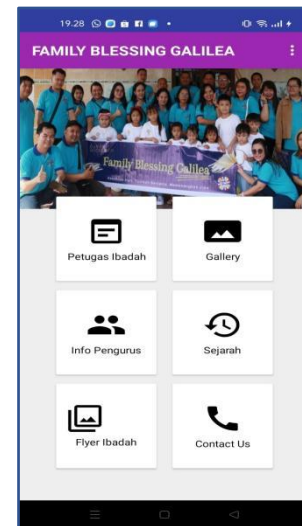 19.28
FAMILY BLESSING GALILEA
Family Blessing
Galilea
Petugas Ibadah
Gallery
Info Pengurus
Sejarah
Flyer Ibadah
Contact Us